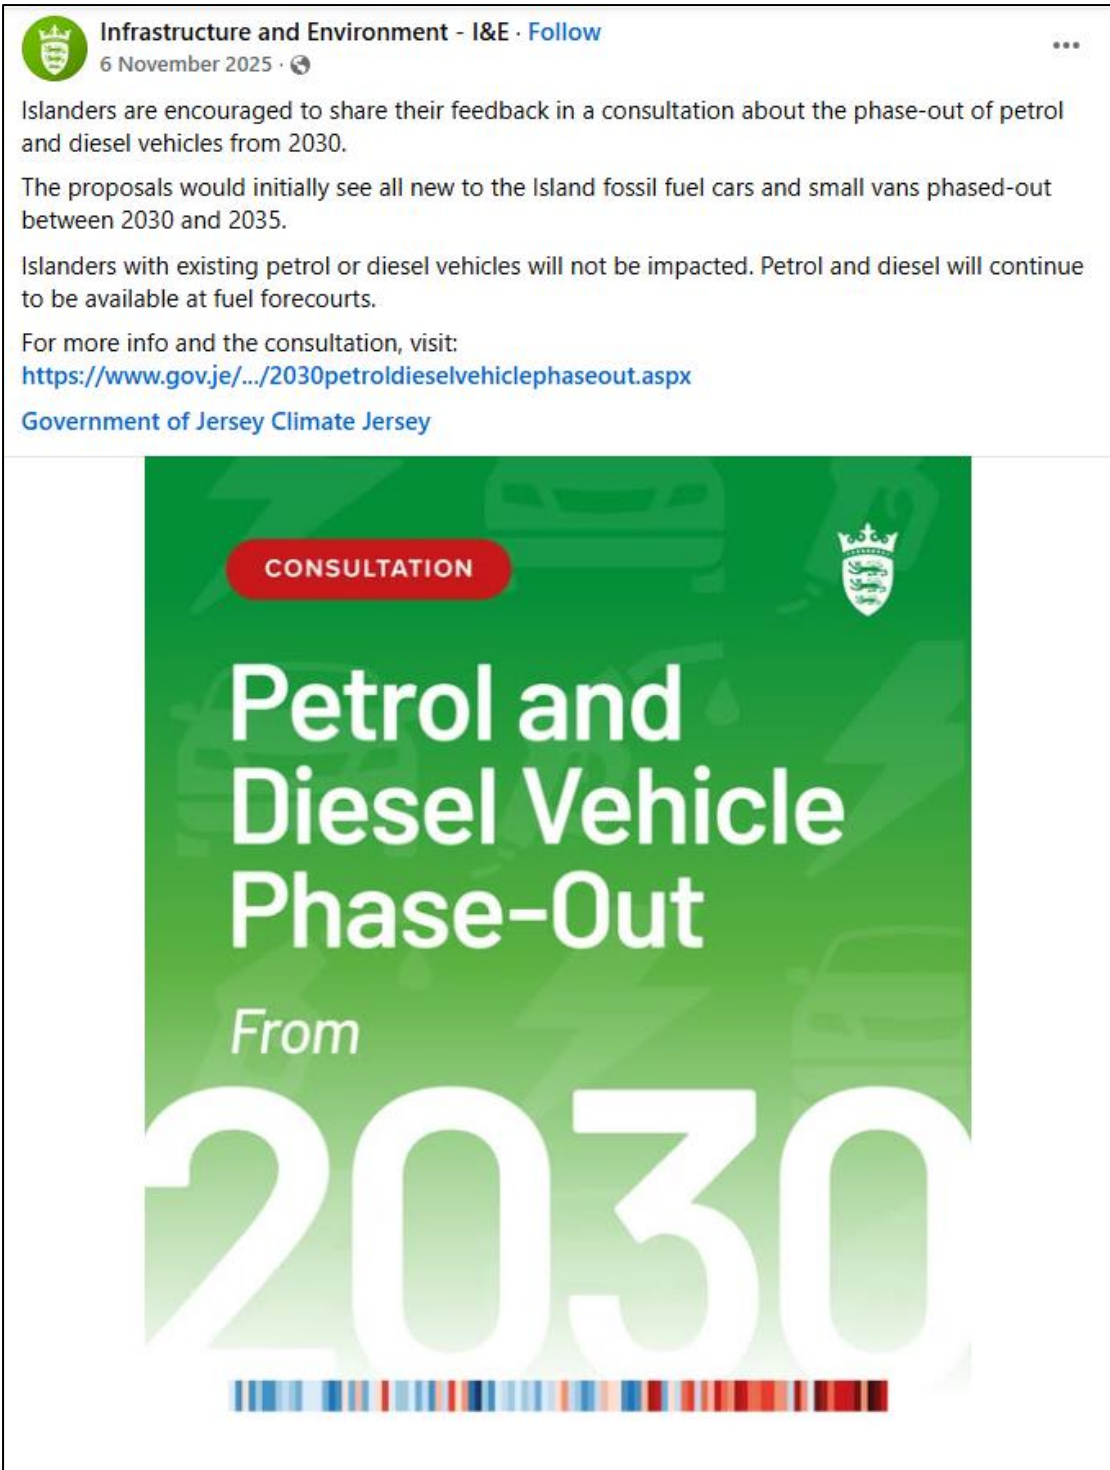 Infrastructure and Environment - I&E · Follow
6 November 2025 ·
Islanders are encouraged to share their feedback in a consultation about the phase-out of petrol
and diesel vehicles from 2030.
The proposals would initially see all new to the Island fossil fuel cars and small vans phased-out
between 2030 and 2035.
Islanders with existing petrol or diesel vehicles will not be impacted. Petrol and diesel will continue
to be available at fuel forecourts.
For more info and the consultation, visit:
https://www.gov.je/.../2030petroldieselvehiclephaseout.aspx
Government of Jersey Climate Jersey
CONSULTATION
Petrol and
Diesel Vehicle
Phase-Out
From
2030